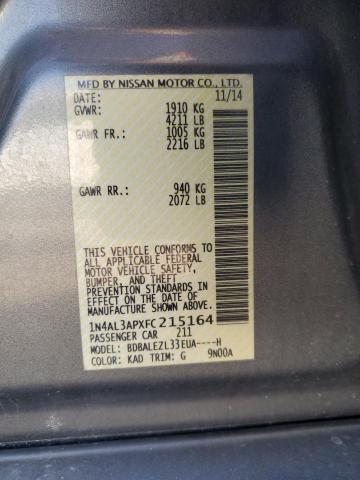 MFD BY NISSAN MOTOR CO., LTD.
DATE: 11/14
GVWR: 1910 KG
4211 LB
GAWR FR: 1005 KG
2216 LB
GAWR RR: 940 KG
2072 LB
THIS VEHICLE CONFORMS TO
ALL APPLICABLE FEDERAL
MOTOR VEHICLE SAFETY,
BUMPER, AND THEFT
PREVENTION STANDARDS IN
EFFECT ON THE DATE OF
MANUFACTURE SHOWN ABOVE.
1N4AL3APXFC215164
PASSENGER CAR 211
MODEL: BDBALEZL33EUA----H
COLOR: KAD TRIM: G 9N00A